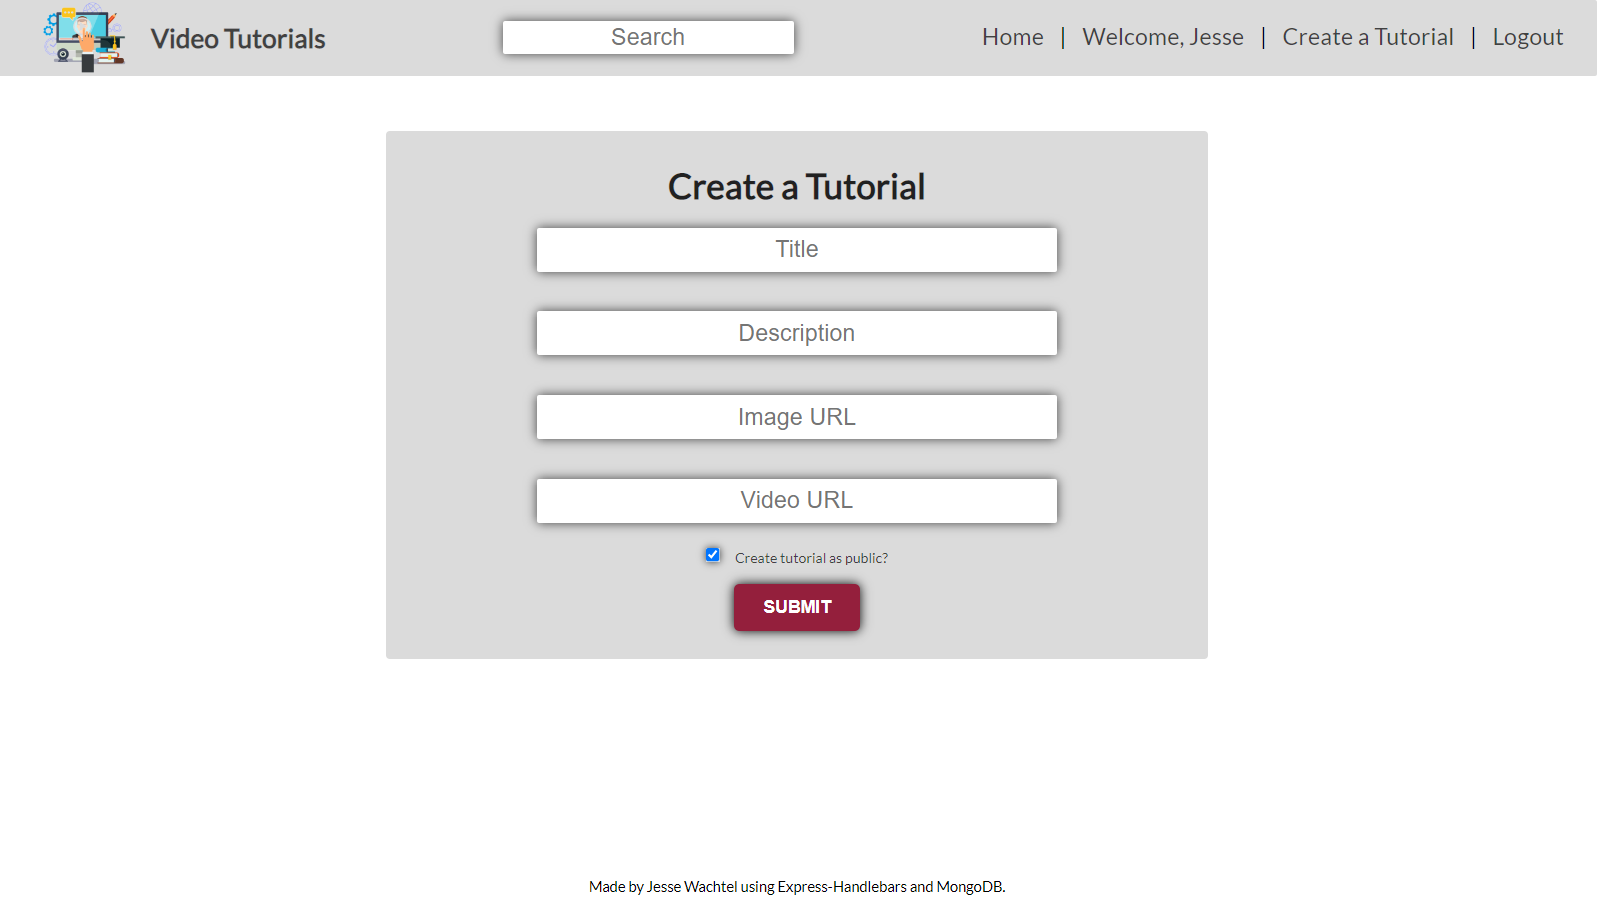 Video Tutorials
Search
Home | Welcome, Jesse | Create a Tutorial | Logout
Create a Tutorial
Title
Description
Image URL
Video URL
Create tutorial as public?
SUBMIT
Made by Jesse Wachtel using Express-Handlebars and MongoDB.